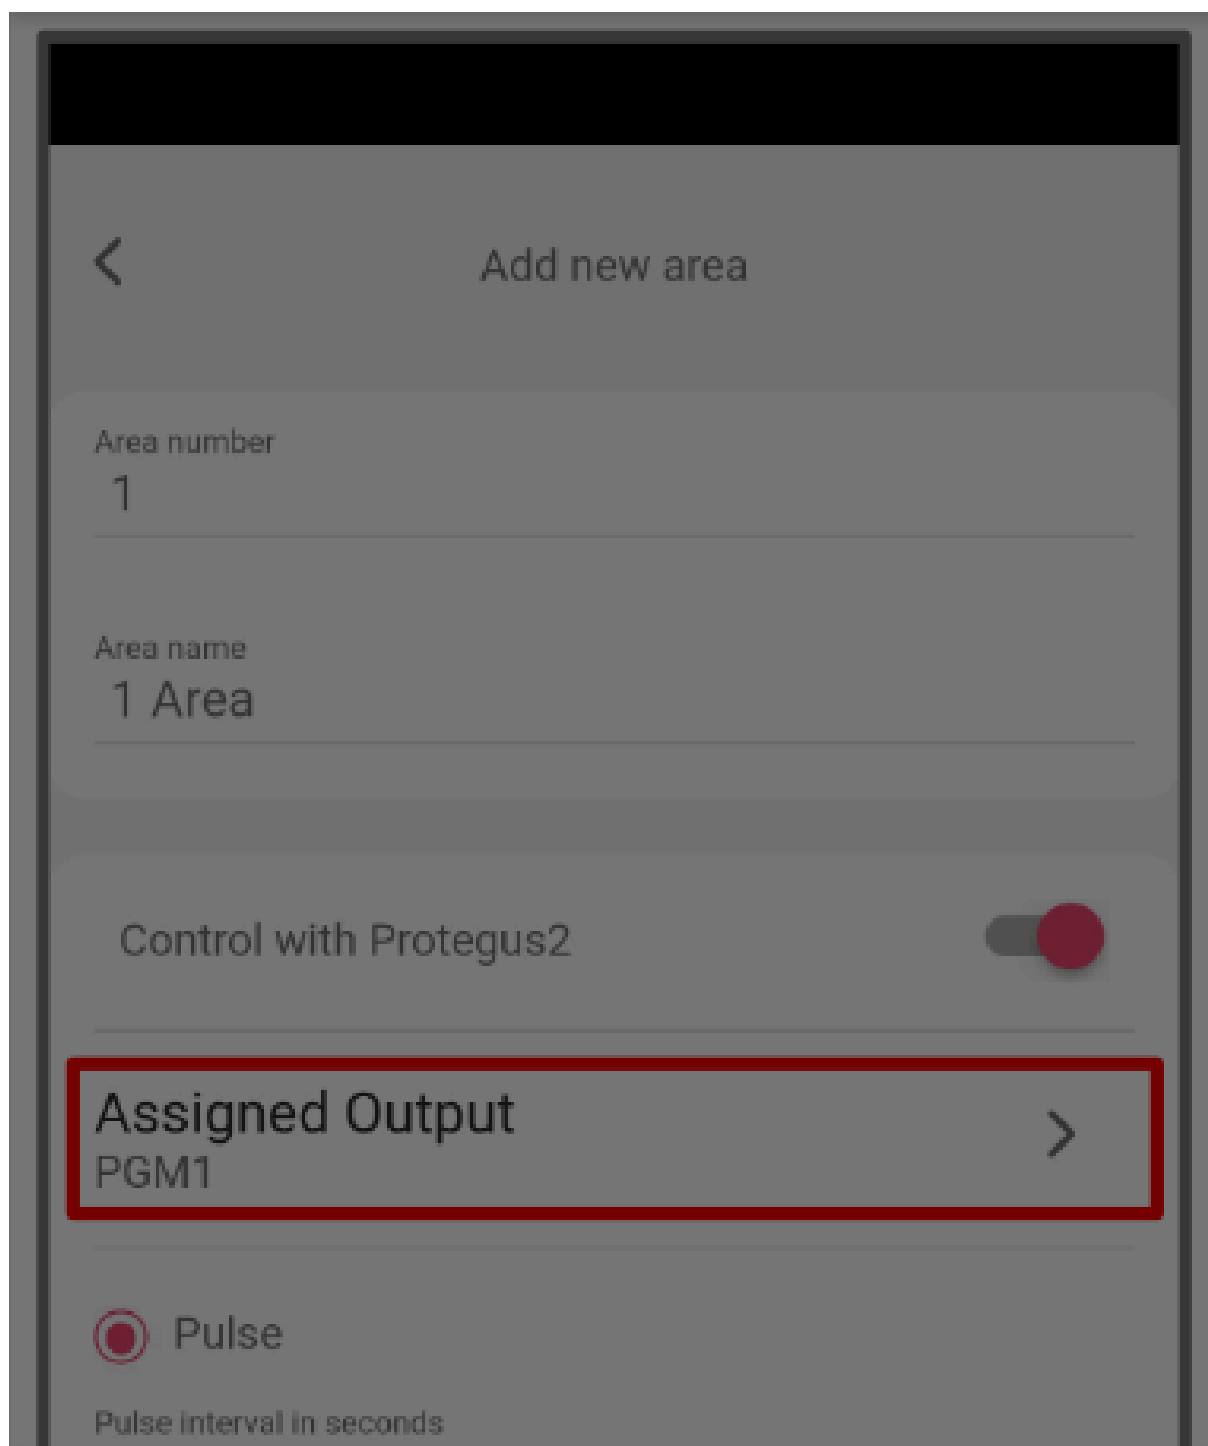 Add new area
Area number
1
Area name
1 Area
Control with Protegus2
Assigned Output
PGM1
Pulse
Pulse interval in seconds